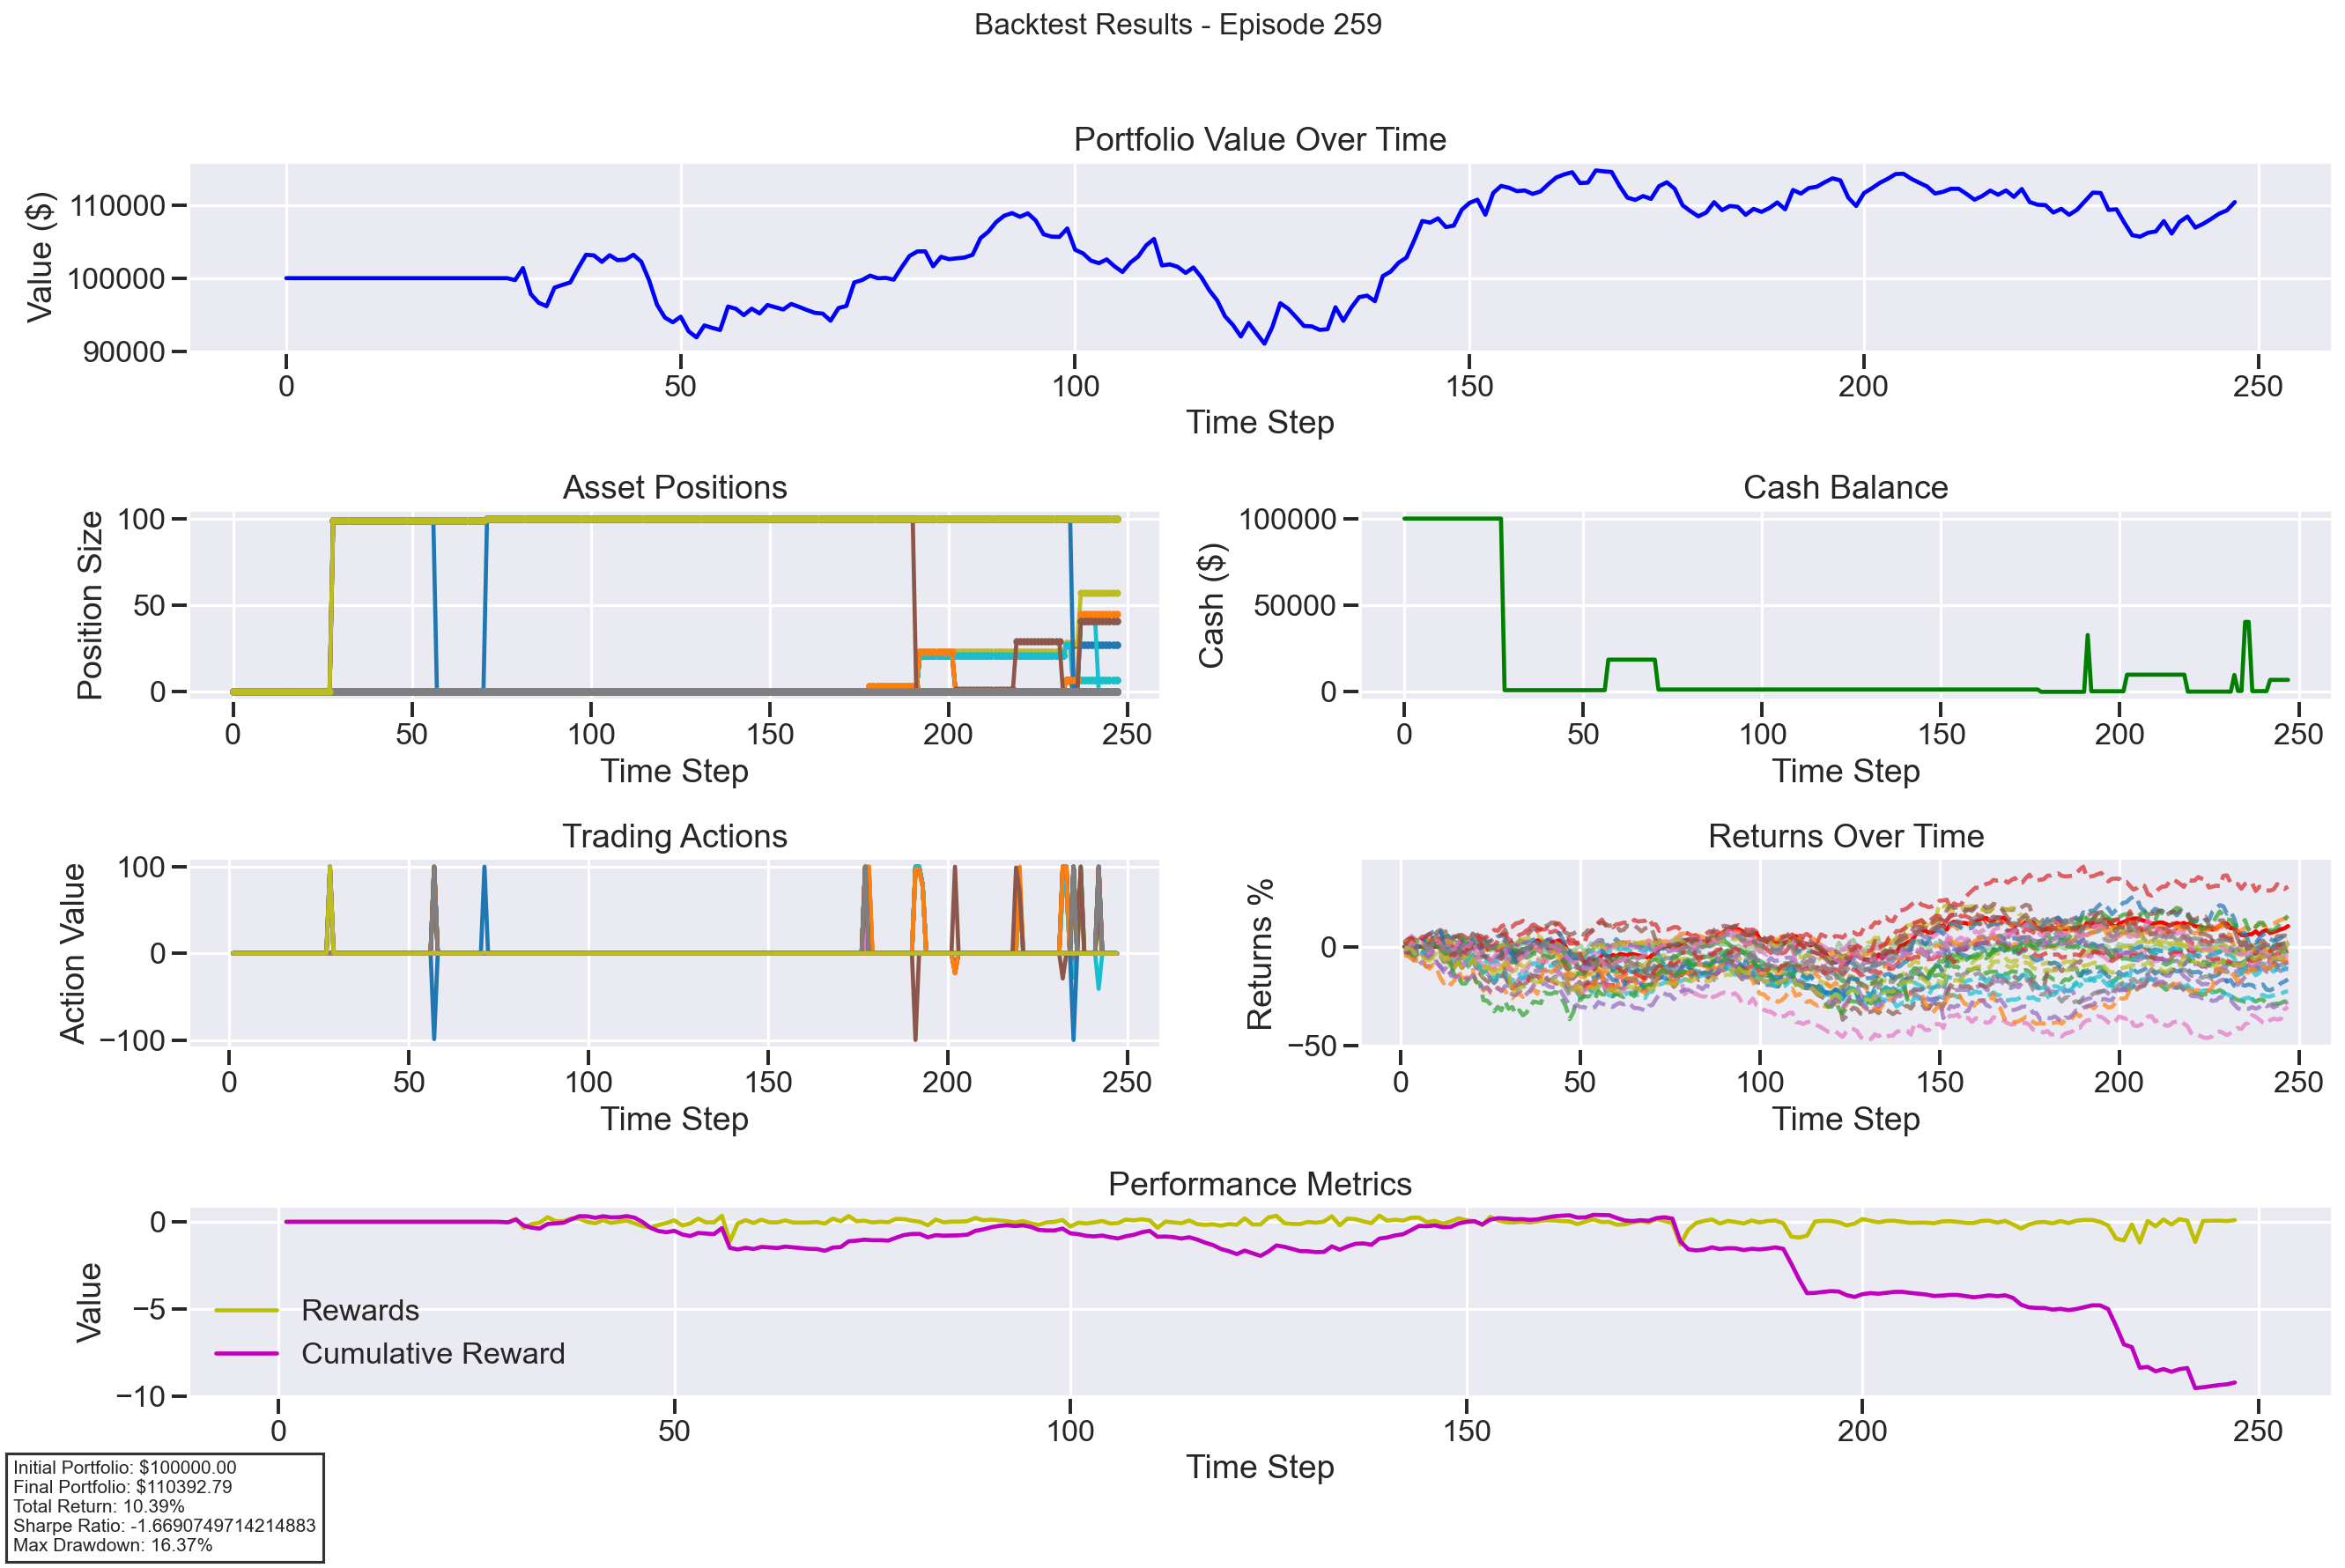 Backtest Results - Episode 259
Portfolio Value Over Time
Value ($)
110000
100000
90000
0 50 100 150 200 250
Time Step
Asset Positions
Position Size
100
50
0
0 50 100 150 200 250
Time Step
Cash Balance
Cash ($)
100000
50000
0
0 50 100 150 200 250
Time Step
Trading Actions
Action Value
100
0
−100
0 50 100 150 200 250
Time Step
Returns Over Time
Returns %
0
−50
0 50 100 150 200 250
Time Step
Performance Metrics
Value
0
−5
−10
Rewards
Cumulative Reward
0 50 100 150 200 250
Time Step
Initial Portfolio: $100000.00
Final Portfolio: $110392.79
Total Return: 10.39%
Sharpe Ratio: -1.6690749714214883
Max Drawdown: 16.37%